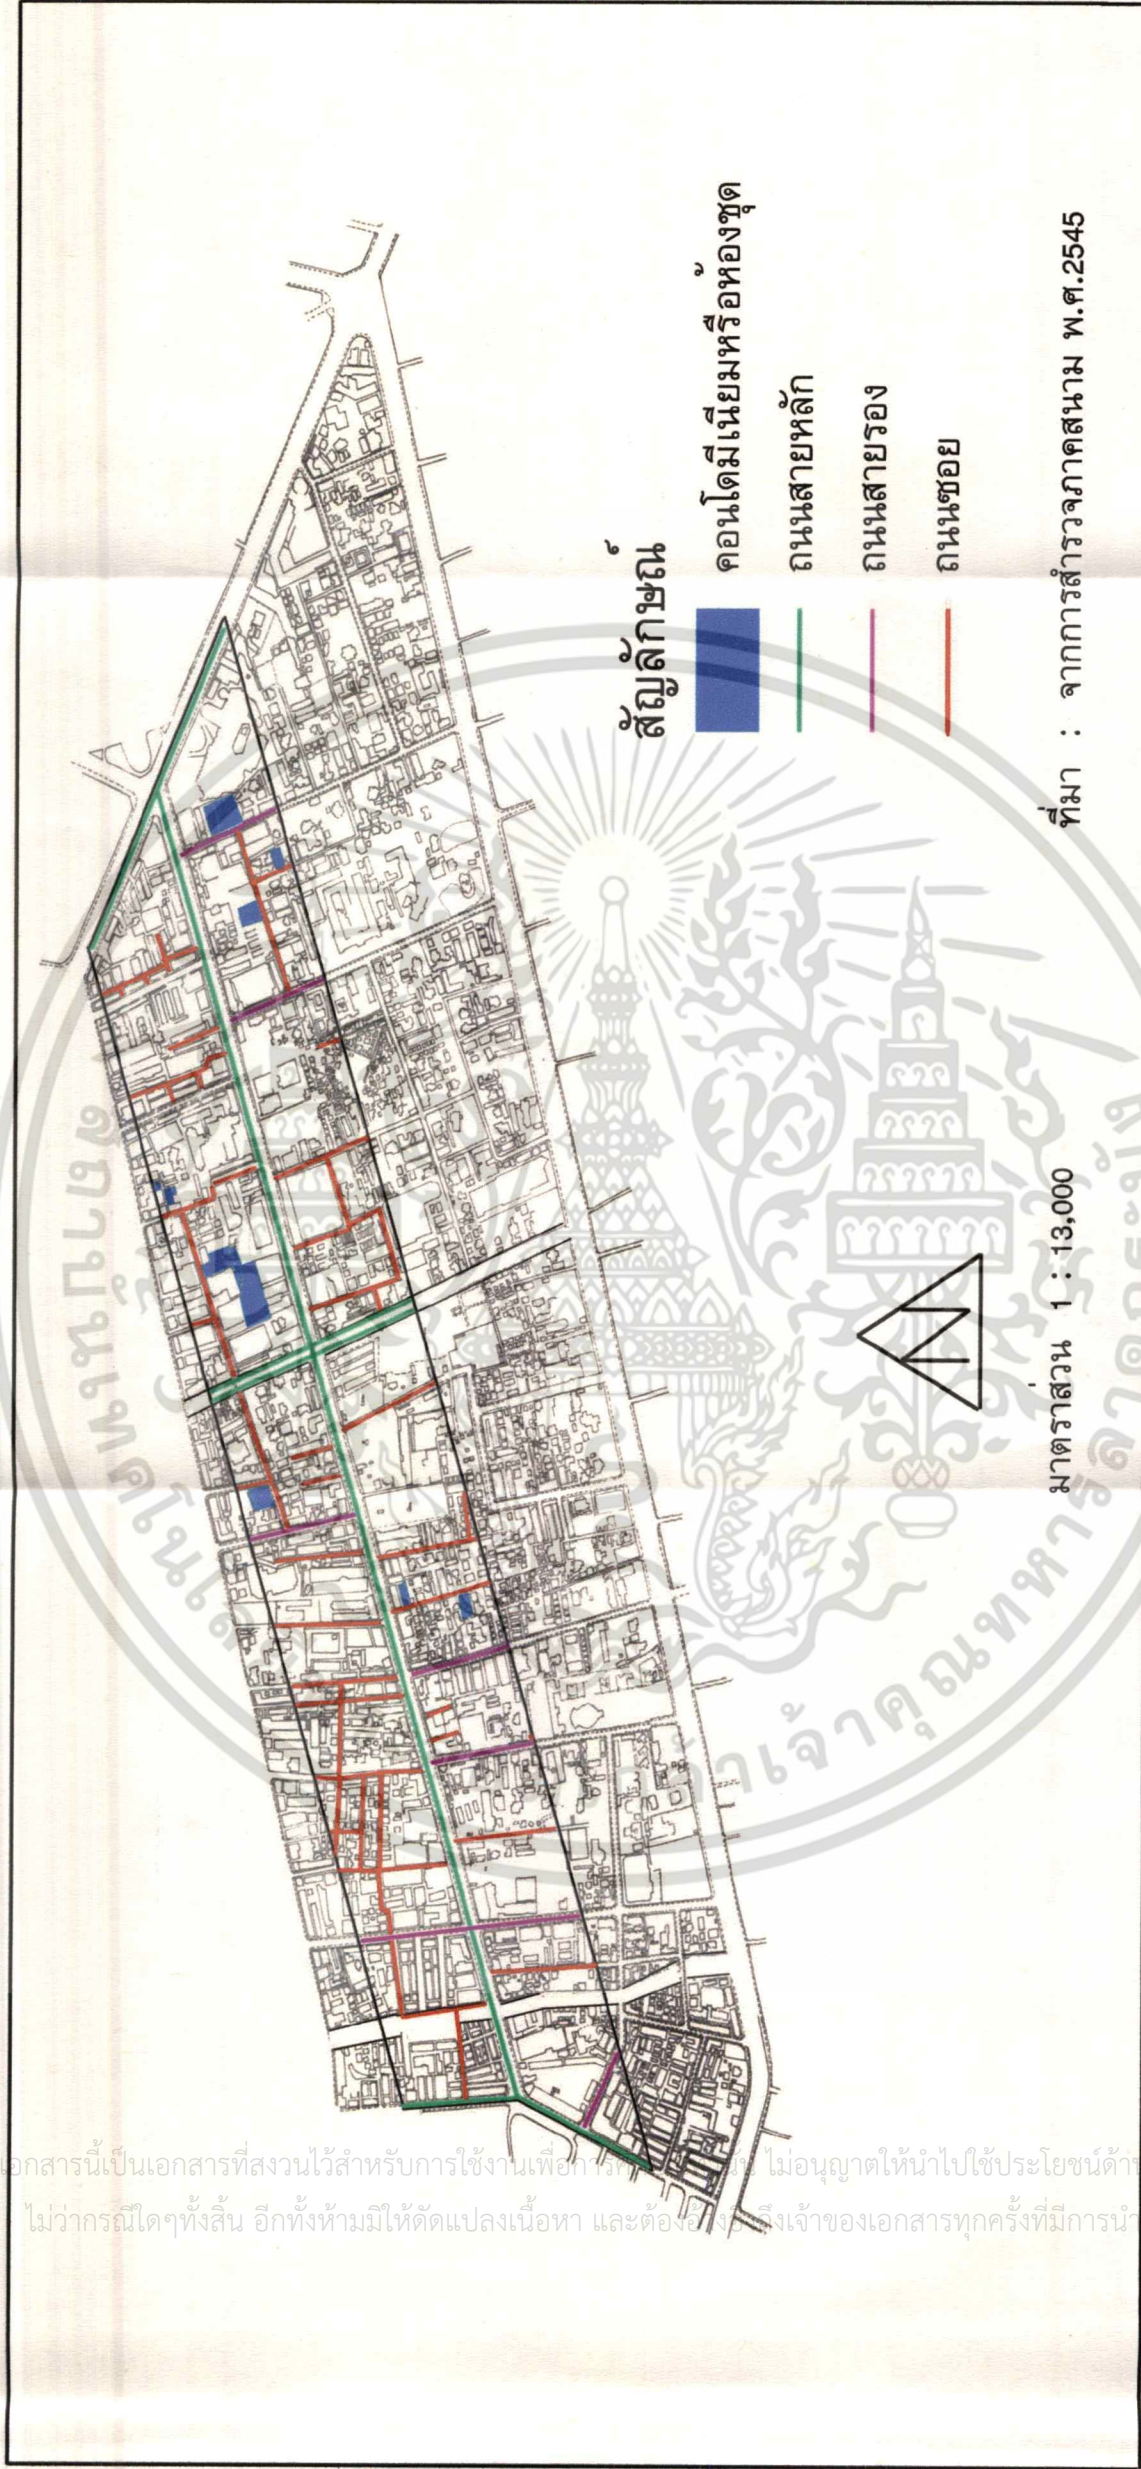 สัญลักษณ์
คอนโดมีเนียมหรือห้องชุด
ถนนสายหลัก
ถนนสายรอง
ถนนซอย
มาตราส่วน 1 : 13,000
ที่มา : จากการสำรวจภาคสนาม พ.ศ.2545
เอกสารนี้เป็นเอกสารที่สงวนไว้สำหรับการใช้งานเพื่อการ ไม่อนุญาตให้นำไปใช้ประโยชน์ด้าน
ไม่ว่ากรณีใดๆทั้งสิ้น อีกทั้งห้ามมิให้ดัดแปลงเนื้อหา และต้อง ถึงเจ้าของเอกสารทุกครั้งที่มีการนำ